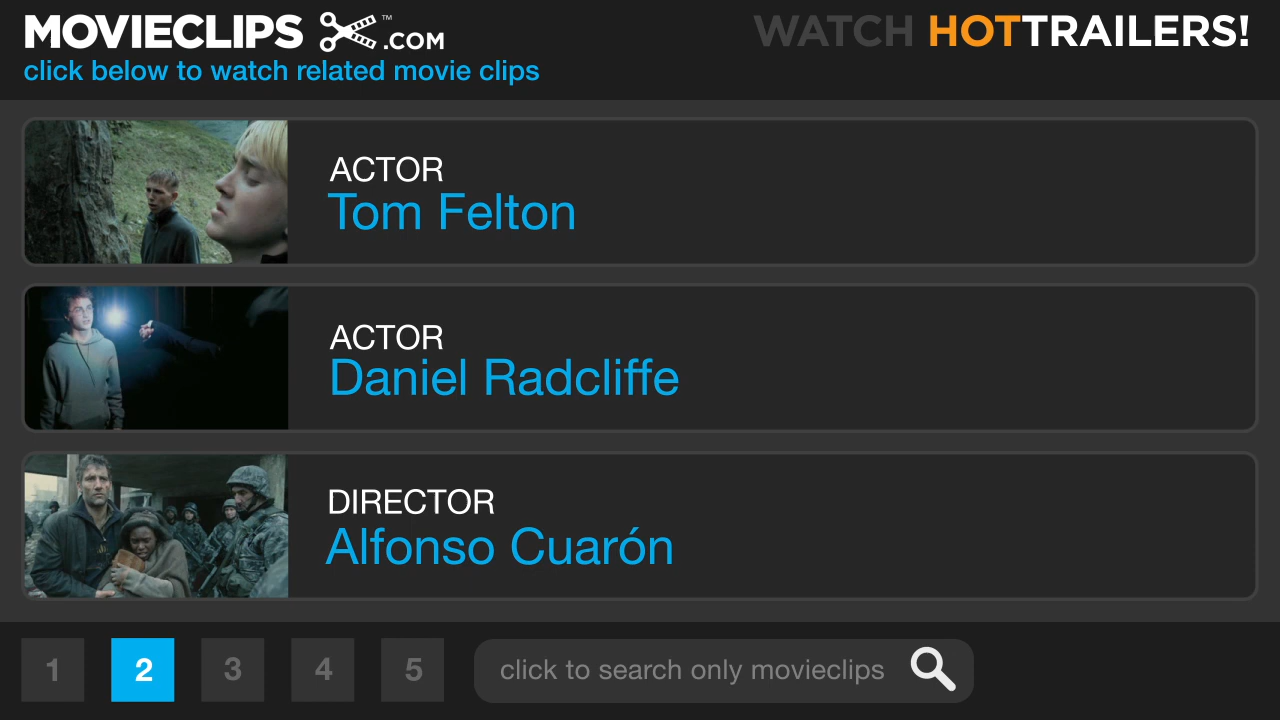 MOVIECLIPS ™ .COM
WATCH HOTTRAILERS!
click below to watch related movie clips
ACTOR
Tom Felton
ACTOR
Daniel Radcliffe
DIRECTOR
Alfonso Cuarón
1 2 3 4 5 click to search only movieclips